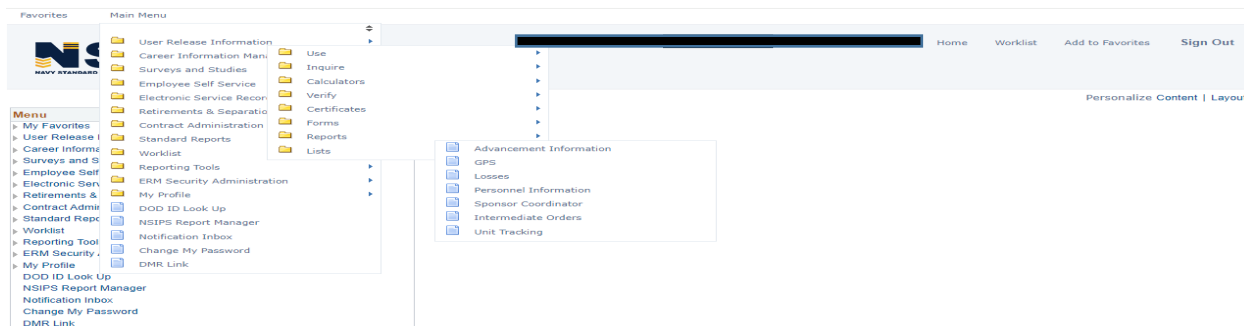 Favorites Main Menu
NS
NAVY STANDARD
Home Worklist Add to Favorites Sign Out
Personalize Content | Layout
User Release Information
Career Information Man
Surveys and Studies
Employee Self Service
Electronic Service Recor
Retirements & Separatio
Contract Administration
Standard Reports
Worklist
Reporting Tools
ERM Security Administration
My Profile
DOD ID Look Up
NSIPS Report Manager
Notification Inbox
Change My Password
DMR Link
Use
Inquire
Calculators
Verify
Certificates
Forms
Reports
Lists
Advancement Information
GPS
Losses
Personnel Information
Sponsor Coordinator
Intermediate Orders
Unit Tracking
Menu
My Favorites
User Release I
Career Informa
Surveys and S
Employee Self
Electronic Serv
Retirements &
Contract Admin
Standard Repo
Worklist
Reporting Tool
ERM Security
My Profile
DOD ID Look Up
NSIPS Report Manager
Notification Inbox
Change My Password
DMR Link